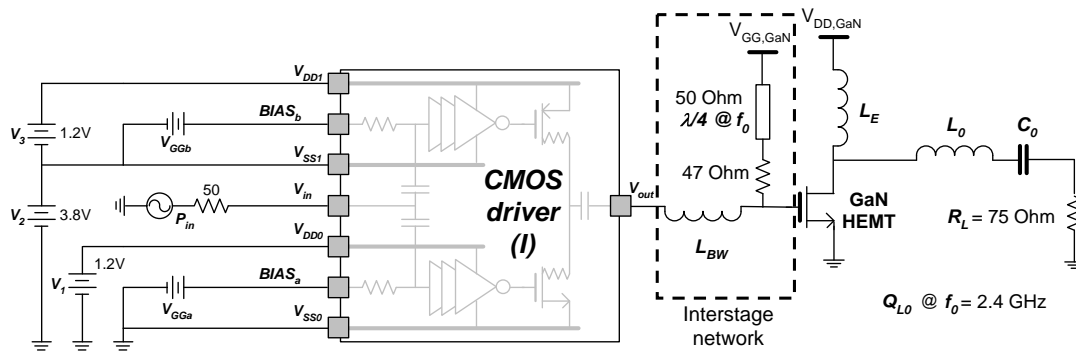 V_DD1
BIAS_b
V_3
1.2V
V_GGb
V_SS1
50
V_in
P_in
V_2
3.8V
V_DD0
1.2V
V_1
BIAS_a
V_GGa
V_SS0
CMOS
driver
(I)
V_out
V_GG,GaN
50 Ohm
λ/4 @ f_0
47 Ohm
L_BW
Interstage
network
V_DD,GaN
L_E
GaN
HEMT
L_0
C_0
R_L = 75 Ohm
Q_L0 @ f_0 = 2.4 GHz